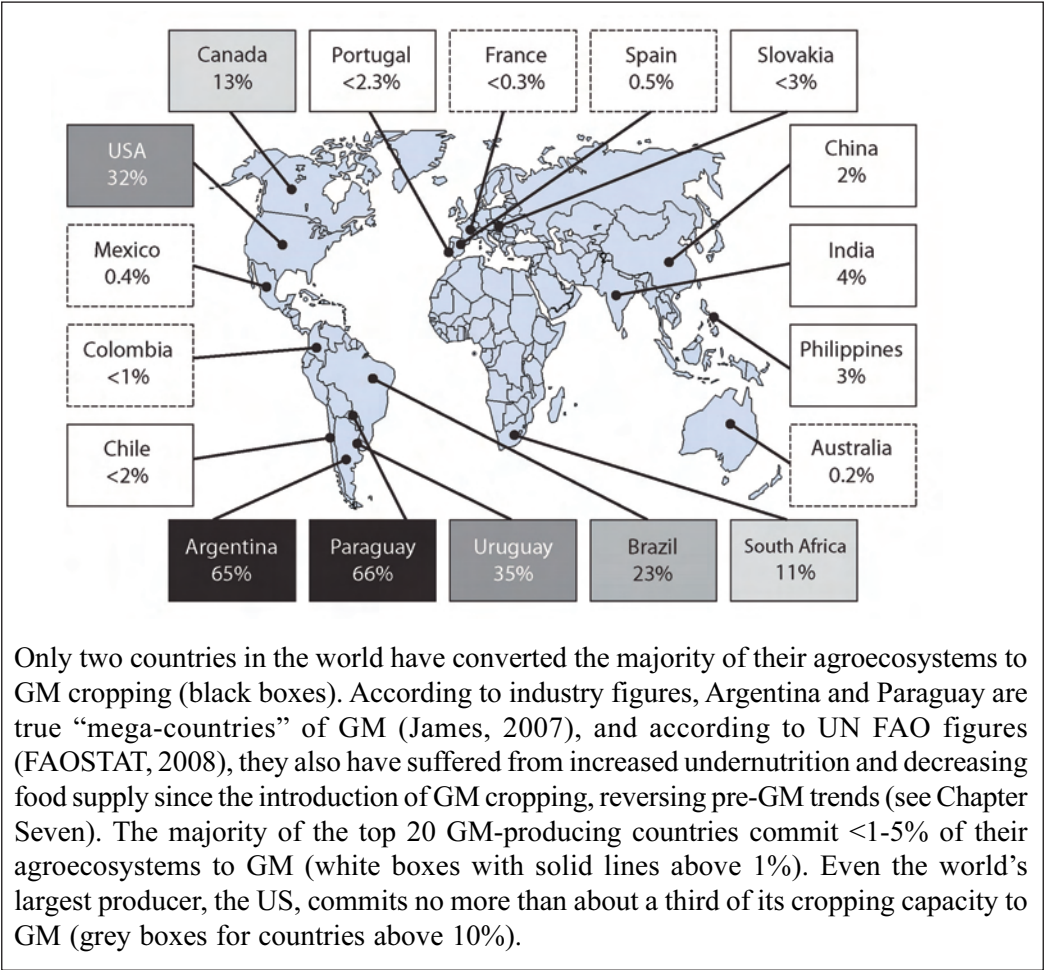 Canada
13%
Portugal
<2.3%
France
<0.3%
Spain
0.5%
Slovakia
<3%
USA
32%
China
2%
Mexico
0.4%
India
4%
Colombia
<1%
Philippines
3%
Chile
<2%
Australia
0.2%
Argentina
65%
Paraguay
66%
Uruguay
35%
Brazil
23%
South Africa
11%
Only two countries in the world have converted the majority of their agroecosystems to
GM cropping (black boxes). According to industry figures, Argentina and Paraguay are
true “mega-countries” of GM (James, 2007), and according to UN FAO figures
(FAOSTAT, 2008), they also have suffered from increased undernutrition and decreasing
food supply since the introduction of GM cropping, reversing pre-GM trends (see Chapter
Seven). The majority of the top 20 GM-producing countries commit <1-5% of their
agroecosystems to GM (white boxes with solid lines above 1%). Even the world’s
largest producer, the US, commits no more than about a third of its cropping capacity to
GM (grey boxes for countries above 10%).